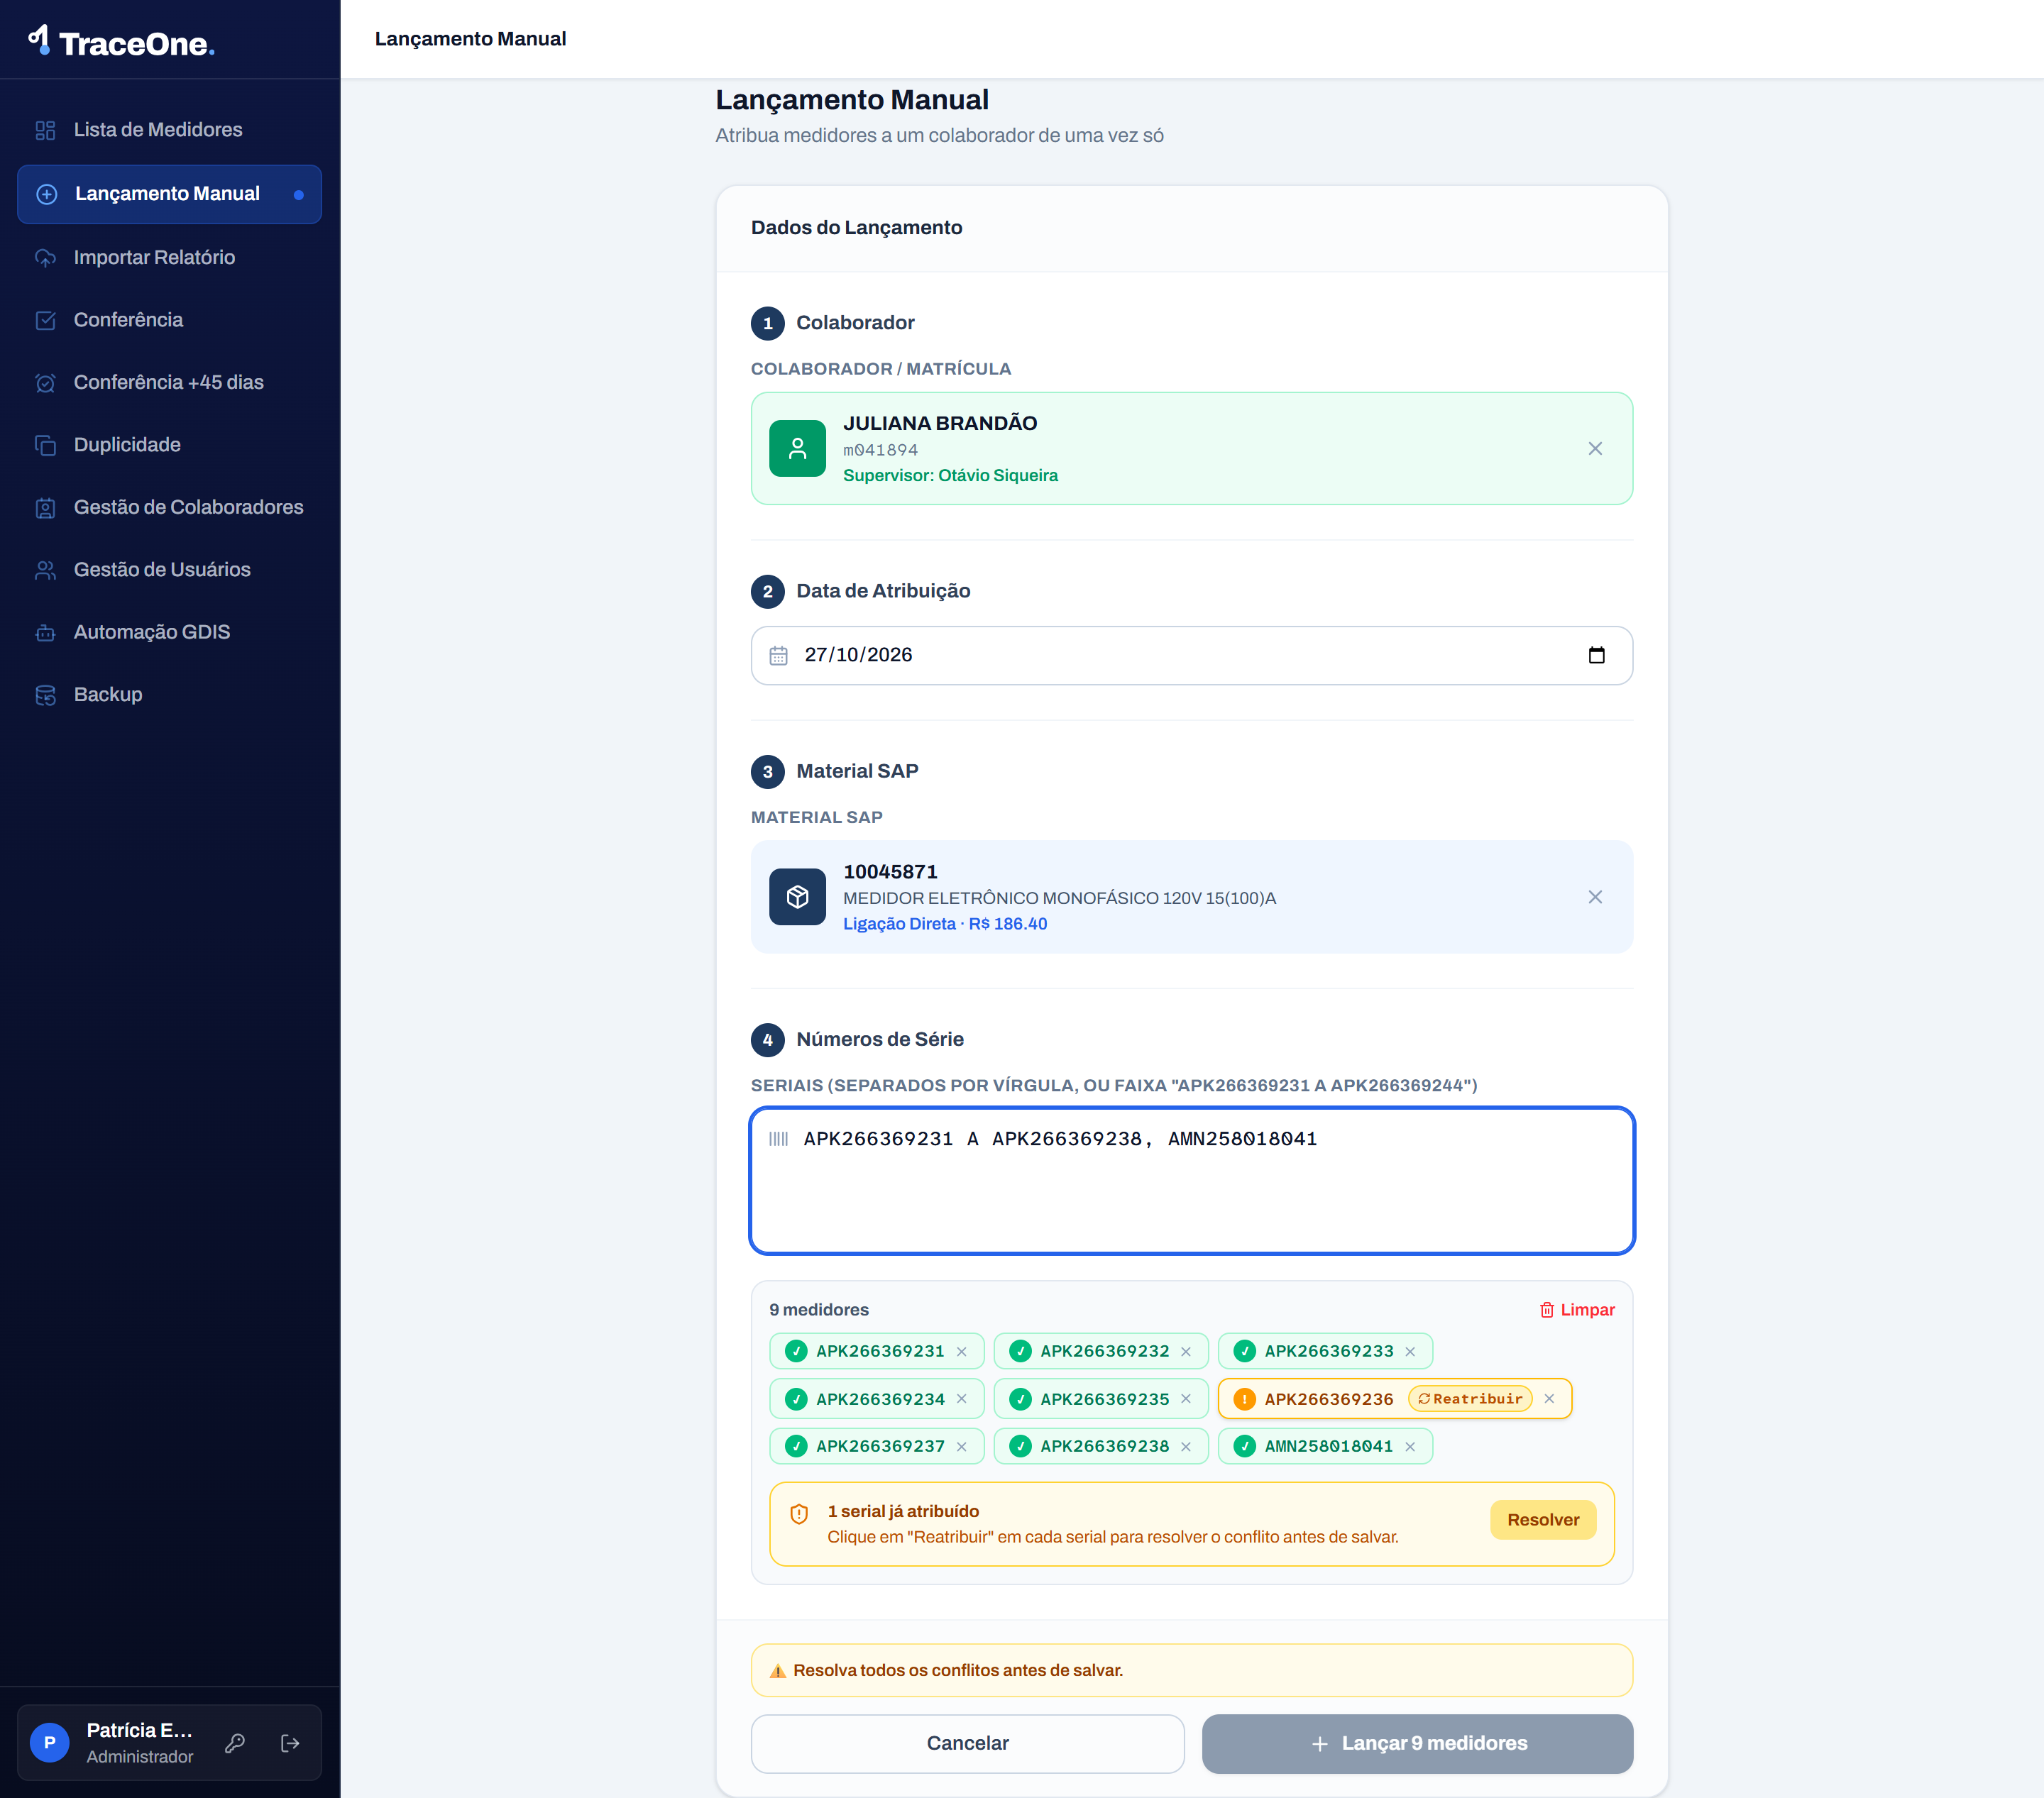 TraceOne.
Lista de Medidores
Lançamento Manual
Importar Relatório
Conferência
Conferência +45 dias
Duplicidade
Gestão de Colaboradores
Gestão de Usuários
Automação GDIS
Backup
P
Patrícia E...
Administrador
Lançamento Manual
Lançamento Manual
Atribua medidores a um colaborador de uma vez só
Dados do Lançamento
1 Colaborador
COLABORADOR / MATRÍCULA
JULIANA BRANDÃO
m041894
Supervisor: Otávio Siqueira
2 Data de Atribuição
27/10/2026
3 Material SAP
MATERIAL SAP
10045871
MEDIDOR ELETRÔNICO MONOFÁSICO 120V 15(100)A
Ligação Direta · R$ 186.40
4 Números de Série
SERIAIS (SEPARADOS POR VÍRGULA, OU FAIXA "APK266369231 A APK266369244")
APK266369231 A APK266369238, AMN258018041
9 medidores Limpar
APK266369231 APK266369232 APK266369233
APK266369234 APK266369235 APK266369236 Reatribuir
APK266369237 APK266369238 AMN258018041
1 serial já atribuído
Clique em "Reatribuir" em cada serial para resolver o conflito antes de salvar.
Resolver
Resolva todos os conflitos antes de salvar.
Cancelar + Lançar 9 medidores